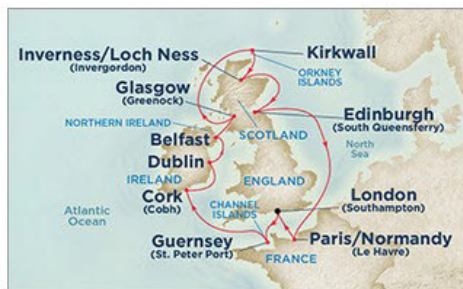 Kirkwall
ORKNEY
ISLANDS
Inverness/Loch Ness
(Invergordon)
Glasgow
(Greenock)
Edinburgh
(South Queensferry)
NORTHERN IRELAND
SCOTLAND
Belfast
North
Sea
Dublin
IRELAND
ENGLAND
Cork
(Cobh)
London
(Southampton)
CHANNEL
ISLANDS
Atlantic
Ocean
Guernsey
(St. Peter Port)
Paris/Normandy
(Le Havre)
FRANCE